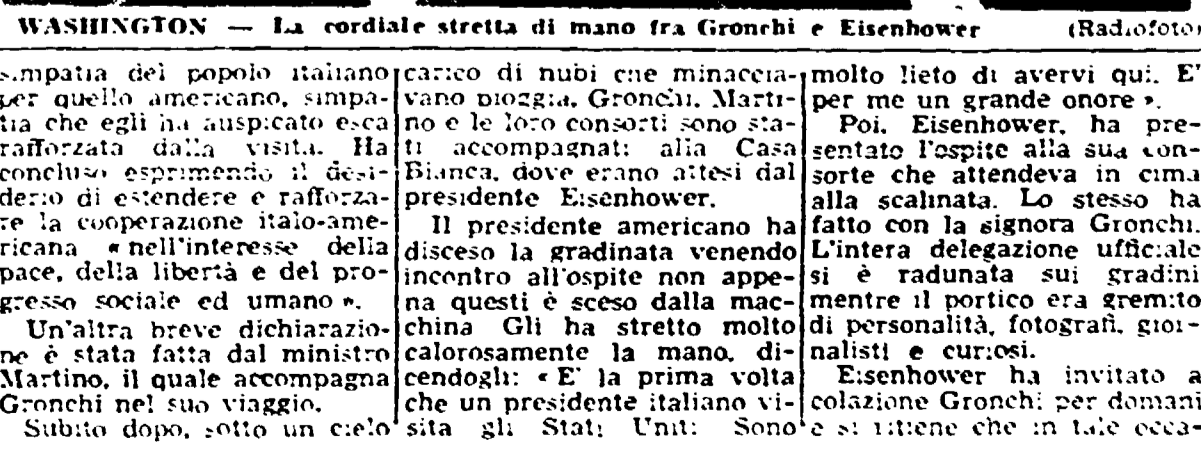 WASHINGTON — La cordiale stretta di mano fra Gronchi e Eisenhower (Radiofoto)
simpatia del popolo italiano
per quello americano, simpa-
tia che egli ha auspicato esca
rafforzata dalla visita. Ha
concluso esprimendo il desi-
derio di estendere e rafforza-
re la cooperazione italo-ame-
ricana « nell'interesse della
pace, della libertà e del pro-
gresso sociale ed umano ».
Un'altra breve dichiarazio-
ne è stata fatta dal ministro
Martino, il quale accompagna
Gronchi nel suo viaggio.
Subito dopo, sotto un cielo
carico di nubi che minaccia-
vano pioggia, Gronchi, Marti-
no e le loro consorti sono sta-
ti accompagnati alla Casa
Bianca, dove erano attesi dal
presidente Eisenhower.
Il presidente americano ha
disceso la gradinata venendo
incontro all'ospite non appe-
na questi è sceso dalla mac-
china Gli ha stretto molto
calorosamente la mano, di-
cendogli: « E' la prima volta
che un presidente italiano vi-
sita gli Stati Uniti Sono
molto lieto di avervi qui. E'
per me un grande onore ».
Poi, Eisenhower, ha pre-
sentato l'ospite alla sua con-
sorte che attendeva in cima
alla scalinata. Lo stesso ha
fatto con la signora Gronchi.
L'intera delegazione ufficiale
si è radunata sui gradini
mentre il portico era gremito
di personalità, fotografi, gior-
nalisti e curiosi.
Eisenhower ha invitato a
colazione Gronchi per domani
e si ritiene che in tale occa-